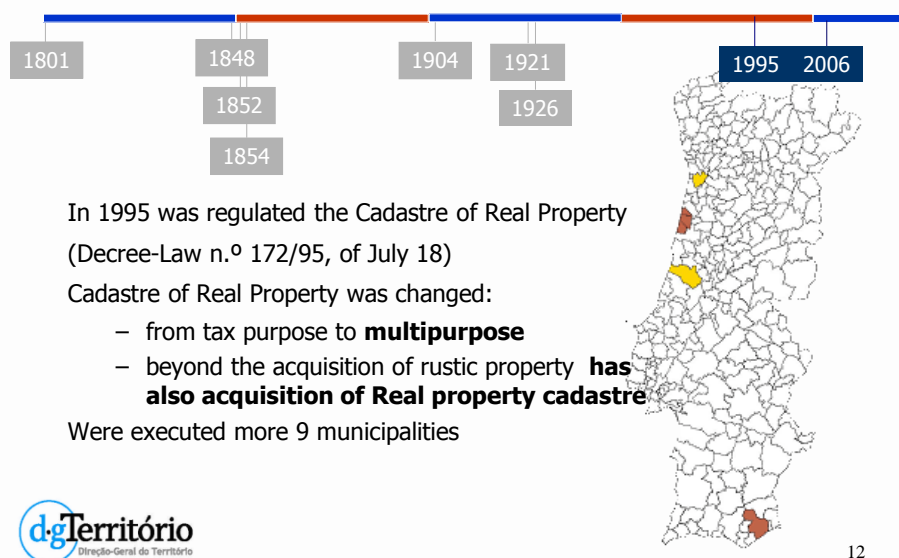 1801
1848
1904
1921
1995
2006
1852
1926
1854
In 1995 was regulated the Cadastre of Real Property
(Decree-Law n.º 172/95, of July 18)
Cadastre of Real Property was changed:
– from tax purpose to multipurpose
– beyond the acquisition of rustic property has
also acquisition of Real property cadastre
Were executed more 9 municipalities
d·gTerritório
Direção-Geral do Território
12